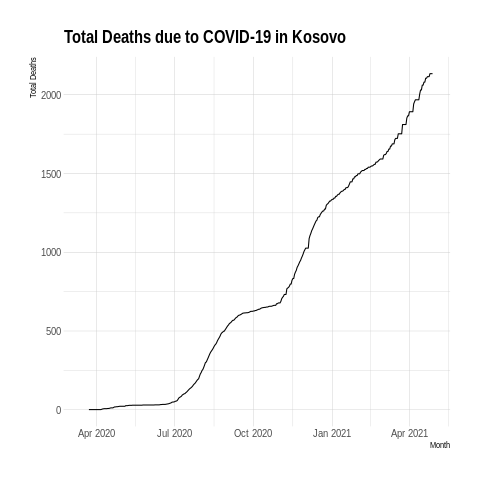 Total Deaths due to COVID-19 in Kosovo
Total Deaths
2000
1500
1000
500
0
Apr 2020 Jul 2020 Oct 2020 Jan 2021 Apr 2021
Month